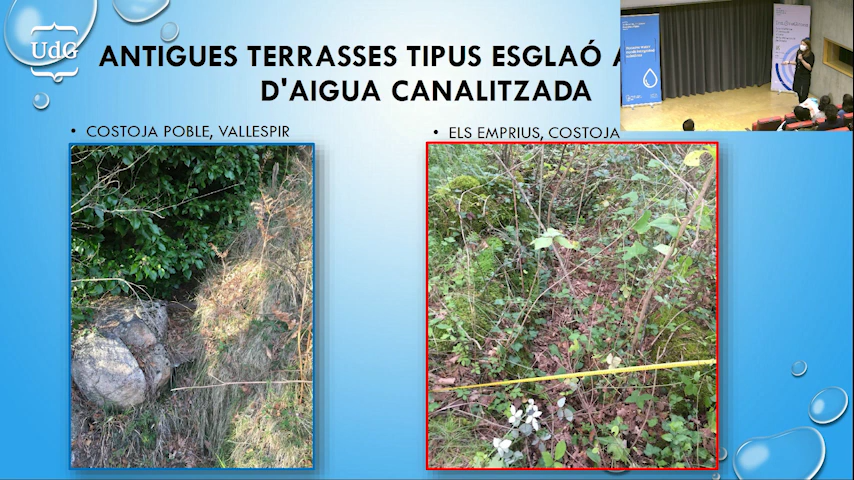 UdG
ANTIGUES TERRASSES TIPUS ESGLAÓ
D'AIGUA CANALITZADA
• COSTOJA POBLE, VALLESPIR
• ELS EMPRIUS, COSTOJA